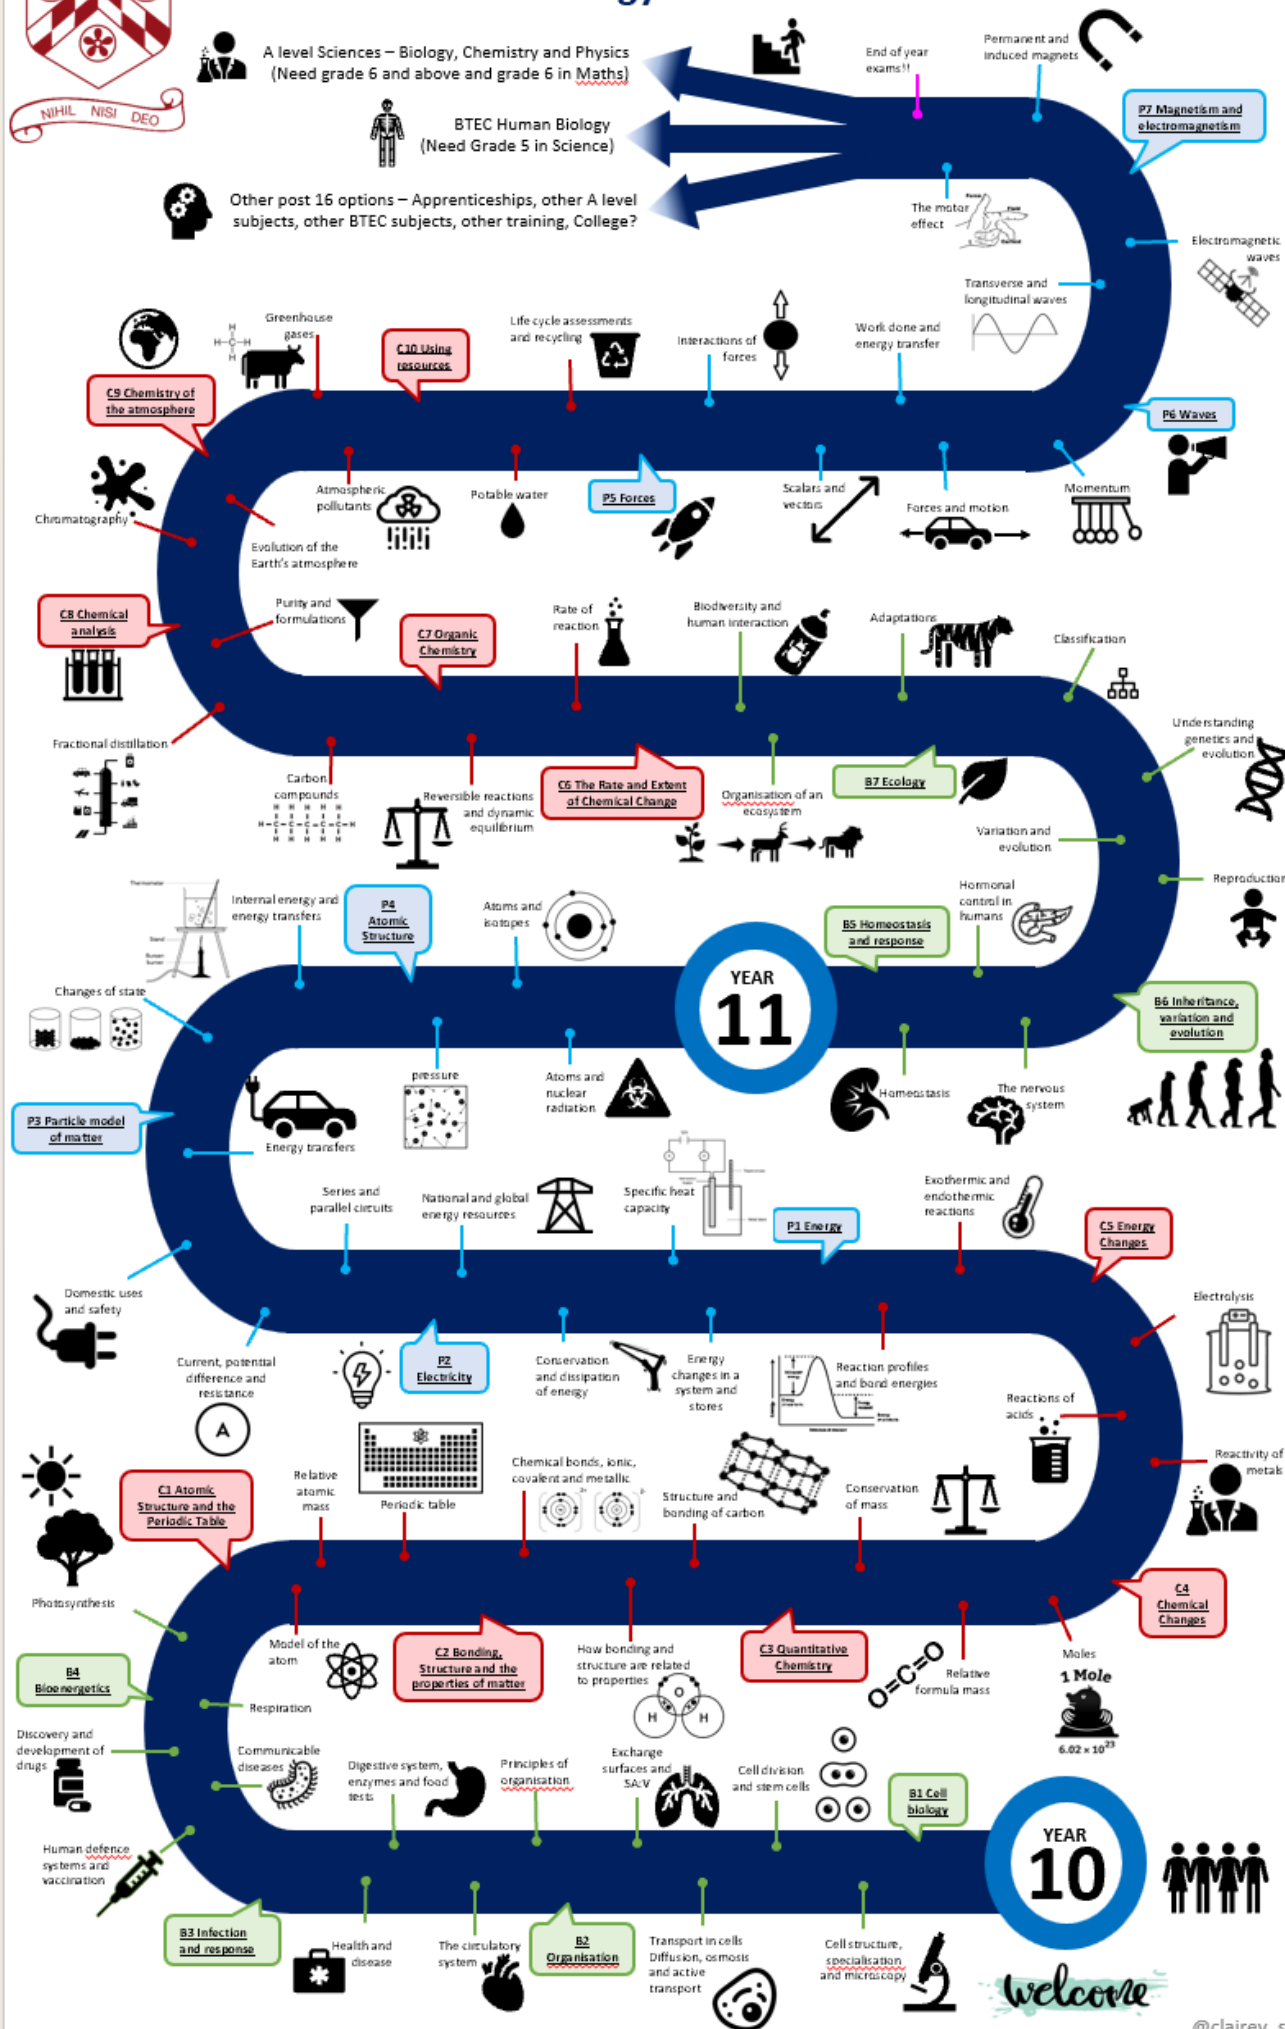 gy
NIHIL NISI DEO
A level Sciences – Biology, Chemistry and Physics
(Need grade 6 and above and grade 6 in Maths)
BTEC Human Biology
(Need Grade 5 in Science)
Other post 16 options – Apprenticeships, other A level
subjects, other BTEC subjects, other training, College?
End of year
exams!!
Permanent and
induced magnets
P7 Magnetism and
electromagnetism
The motor
effect
Electromagnetic
waves
Transverse and
longitudinal waves
Greenhouse
gases
C10 Using
resources
Life cycle assessments
and recycling
Interactions of
forces
Work done and
energy transfer
C9 Chemistry of
the atmosphere
P6 Waves
Chromatography
Atmospheric
pollutants
Potable water
P5 Forces
Scalars and
vectors
Forces and motion
Momentum
Evolution of the
Earth's atmosphere
C8 Chemical
analysis
Purity and
formulations
C7 Organic
Chemistry
Rate of
reaction
Biodiversity and
human interaction
Adaptations
Classification
Fractional distillation
Carbon
compounds
Reversible reactions
and dynamic
equilibrium
C6 The Rate and Extent
of Chemical Change
Organisation of an
ecosystem
B7 Ecology
Understanding
genetics and
evolution
Variation and
evolution
Reproduction
Thermometer
Stand
Bunsen
burner
Internal energy and
energy transfers
P4
Atomic
Structure
Atoms and
isotopes
B5 Homeostasis
and response
Hormonal
control in
humans
Changes of state
YEAR
11
B6 Inheritance,
variation and
evolution
pressure
Atoms and
nuclear
radiation
Homeostasis
The nervous
system
P3 Particle model
of matter
Energy transfers
Series and
parallel circuits
National and global
energy resources
Specific heat
capacity
P1 Energy
Exothermic and
endothermic
reactions
C5 Energy
Changes
Domestic uses
and safety
Current, potential
difference and
resistance
A
P2
Electricity
Conservation
and dissipation
of energy
Energy
changes in a
system and
stores
Reaction profiles
and bond energies
Electrolysis
Reactions of
acids
Reactivity of
metals
C1 Atomic
Structure and the
Periodic Table
Relative
atomic
mass
Periodic table
Chemical bonds, ionic,
covalent and metallic
Structure and
bonding of carbon
Conservation
of mass
C4
Chemical
Changes
Photosynthesis
Model of the
atom
C2 Bonding,
Structure and the
properties of matter
How bonding and
structure are related
to properties
O
H H
C3 Quantitative
Chemistry
O=C=O
Relative
formula mass
Moles
1 Mole
6.02 × 10²³
B4
Bioenergetics
Respiration
Discovery and
development of
drugs
Communicable
diseases
Digestive system,
enzymes and food
tests
Principles of
organisation
Exchange
surfaces and
SA:V
Cell division
and stem cells
B1 Cell
biology
Human defence
systems and
vaccination
YEAR
10
B3 Infection
and response
Health and
disease
The circulatory
system
B2
Organisation
Transport in cells
Diffusion, osmosis
and active
transport
Cell structure,
specialisation
and microscopy
welcome
@clairey_s